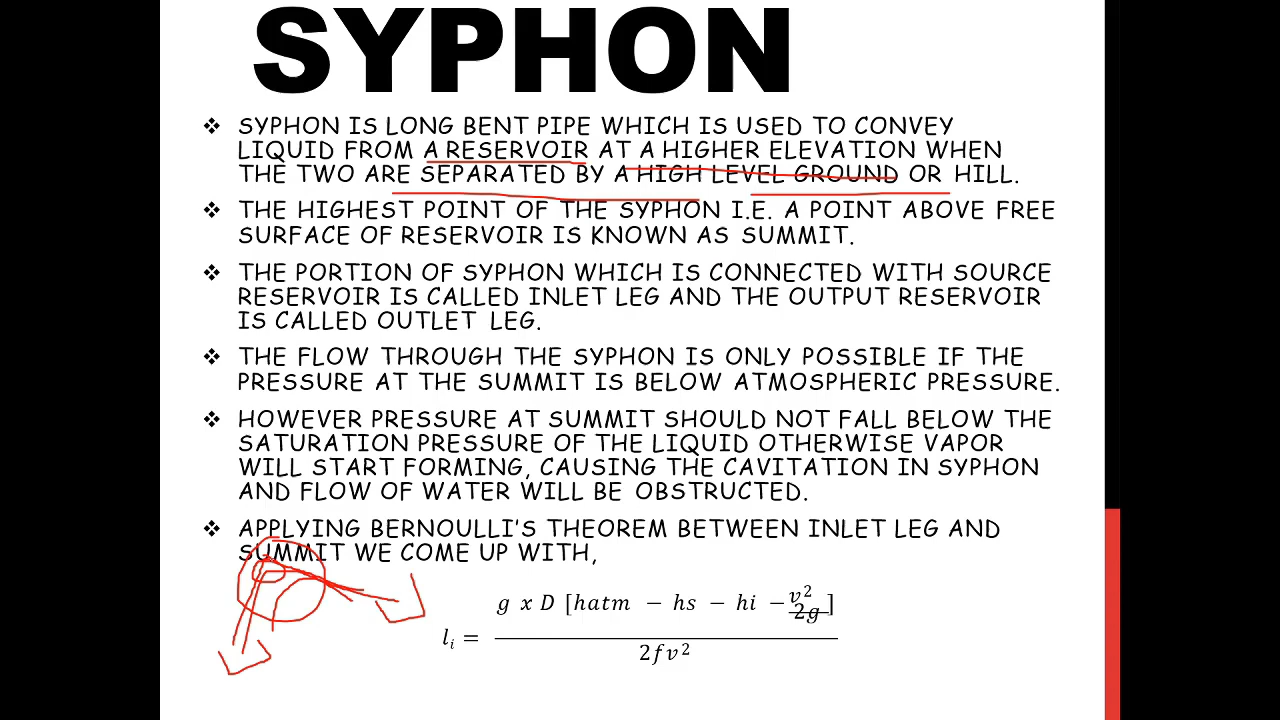 SYPHON
❖ SYPHON IS LONG BENT PIPE WHICH IS USED TO CONVEY
LIQUID FROM A RESERVOIR AT A HIGHER ELEVATION WHEN
THE TWO ARE SEPARATED BY A HIGH LEVEL GROUND OR HILL.
❖ THE HIGHEST POINT OF THE SYPHON I.E. A POINT ABOVE FREE
SURFACE OF RESERVOIR IS KNOWN AS SUMMIT.
❖ THE PORTION OF SYPHON WHICH IS CONNECTED WITH SOURCE
RESERVOIR IS CALLED INLET LEG AND THE OUTPUT RESERVOIR
IS CALLED OUTLET LEG.
❖ THE FLOW THROUGH THE SYPHON IS ONLY POSSIBLE IF THE
PRESSURE AT THE SUMMIT IS BELOW ATMOSPHERIC PRESSURE.
❖ HOWEVER PRESSURE AT SUMMIT SHOULD NOT FALL BELOW THE
SATURATION PRESSURE OF THE LIQUID OTHERWISE VAPOR
WILL START FORMING, CAUSING THE CAVITATION IN SYPHON
AND FLOW OF WATER WILL BE OBSTRUCTED.
❖ APPLYING BERNOULLI'S THEOREM BETWEEN INLET LEG AND
SUMMIT WE COME UP WITH,
g x D [hatm − hs − hi − v²/2g]
lᵢ =
2fv²